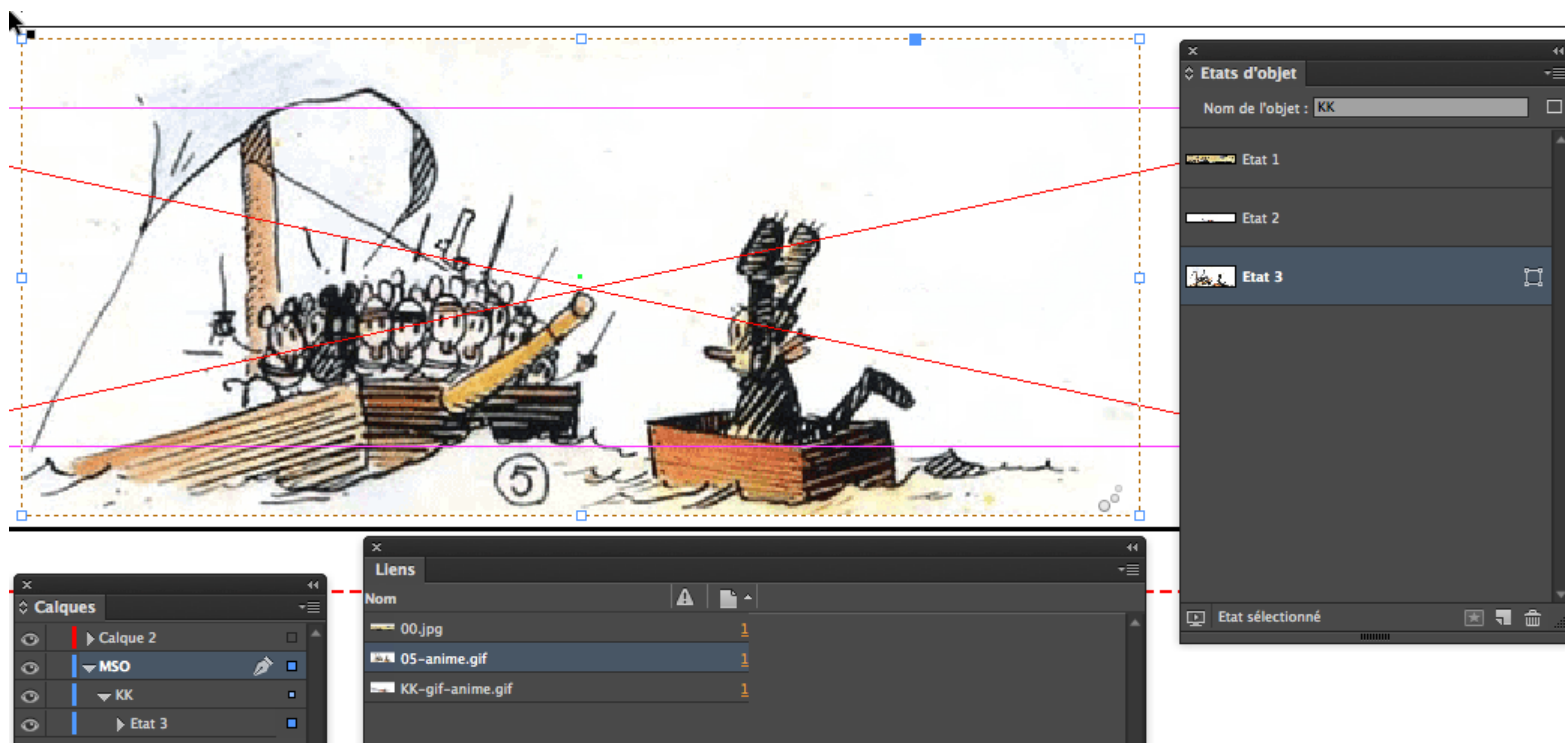 Etats d'objet
Nom de l'objet : KK
Etat 1
Etat 2
Etat 3
Etat sélectionné
5
Calques
Calque 2
MSO
KK
Etat 3
Liens
Nom
00.jpg 1
05-anime.gif 1
KK-gif-anime.gif 1